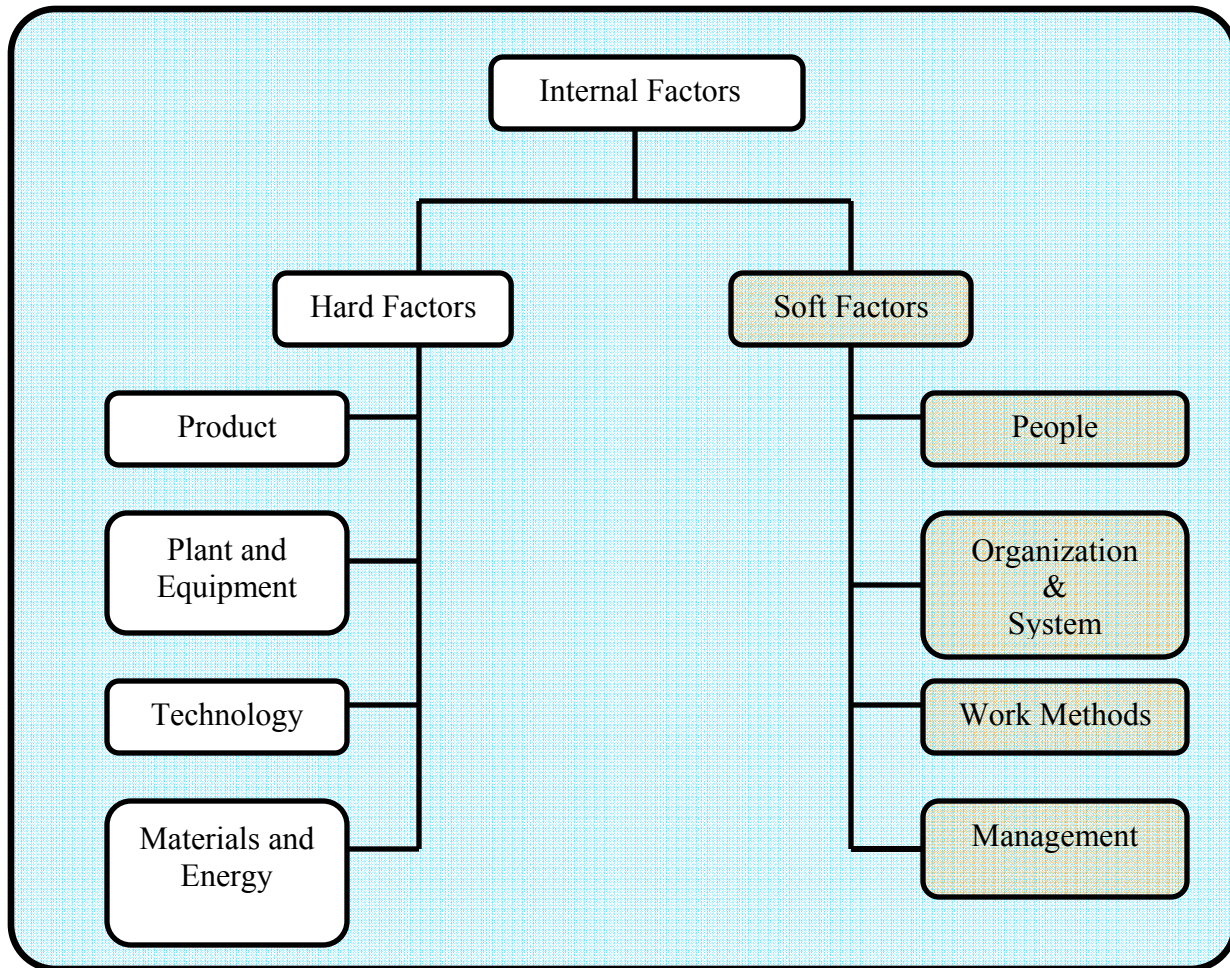 Internal Factors
Hard Factors
Soft Factors
Product
People
Plant and
Equipment
Organization
&
System
Technology
Work Methods
Materials and
Energy
Management